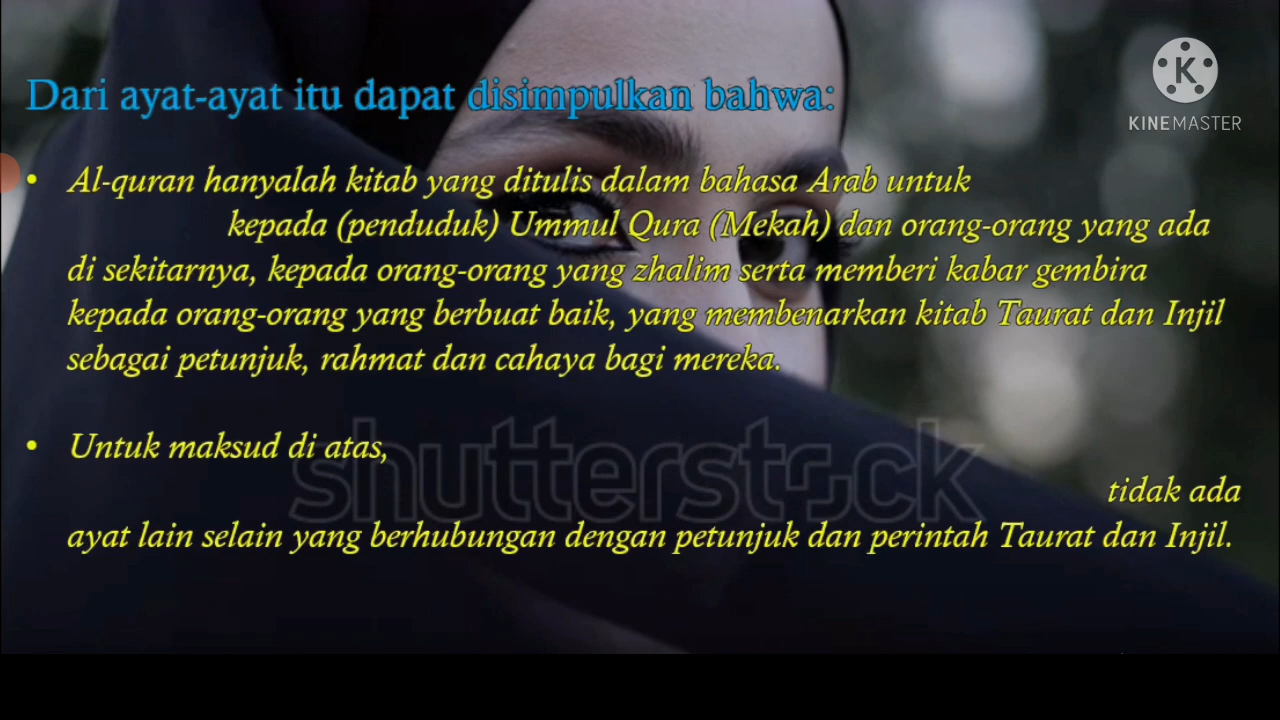 Dari ayat-ayat itu dapat disimpulkan bahwa:
KINEMASTER
• Al-quran hanyalah kitab yang ditulis dalam bahasa Arab untuk
kepada (penduduk) Ummul Qura (Mekah) dan orang-orang yang ada
di sekitarnya, kepada orang-orang yang zhalim serta memberi kabar gembira
kepada orang-orang yang berbuat baik, yang membenarkan kitab Taurat dan Injil
sebagai petunjuk, rahmat dan cahaya bagi mereka.
• Untuk maksud di atas,
shutterstock
tidak ada
ayat lain selain yang berhubungan dengan petunjuk dan perintah Taurat dan Injil.